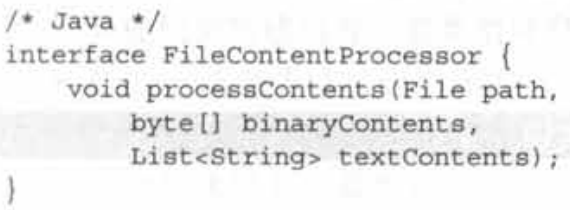 /* Java */
interface FileContentProcessor {
    void processContents(File path,
        byte[] binaryContents,
        List<String> textContents);
}